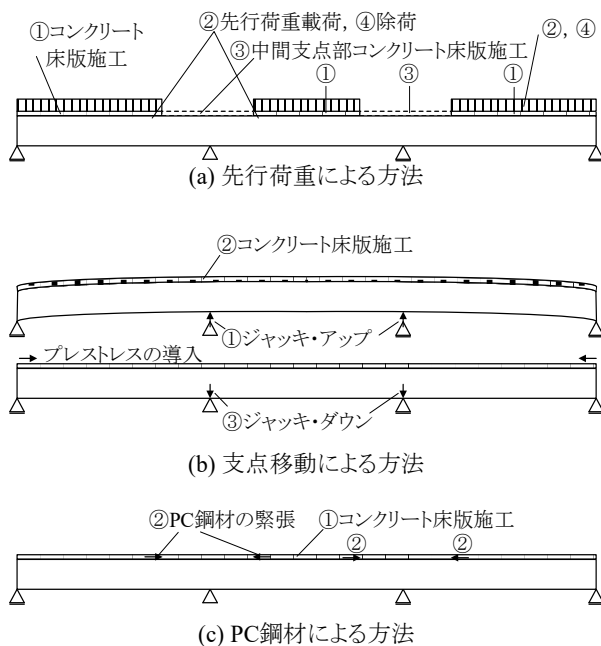 ①コンクリート
床版施工
②先行荷重載荷, ④除荷
③中間支点部コンクリート床版施工
②, ④
①
③
①
(a) 先行荷重による方法
②コンクリート床版施工
①ジャッキ・アップ
プレストレスの導入
③ジャッキ・ダウン
(b) 支点移動による方法
②PC鋼材の緊張
①コンクリート床版施工
②
②
(c) PC鋼材による方法